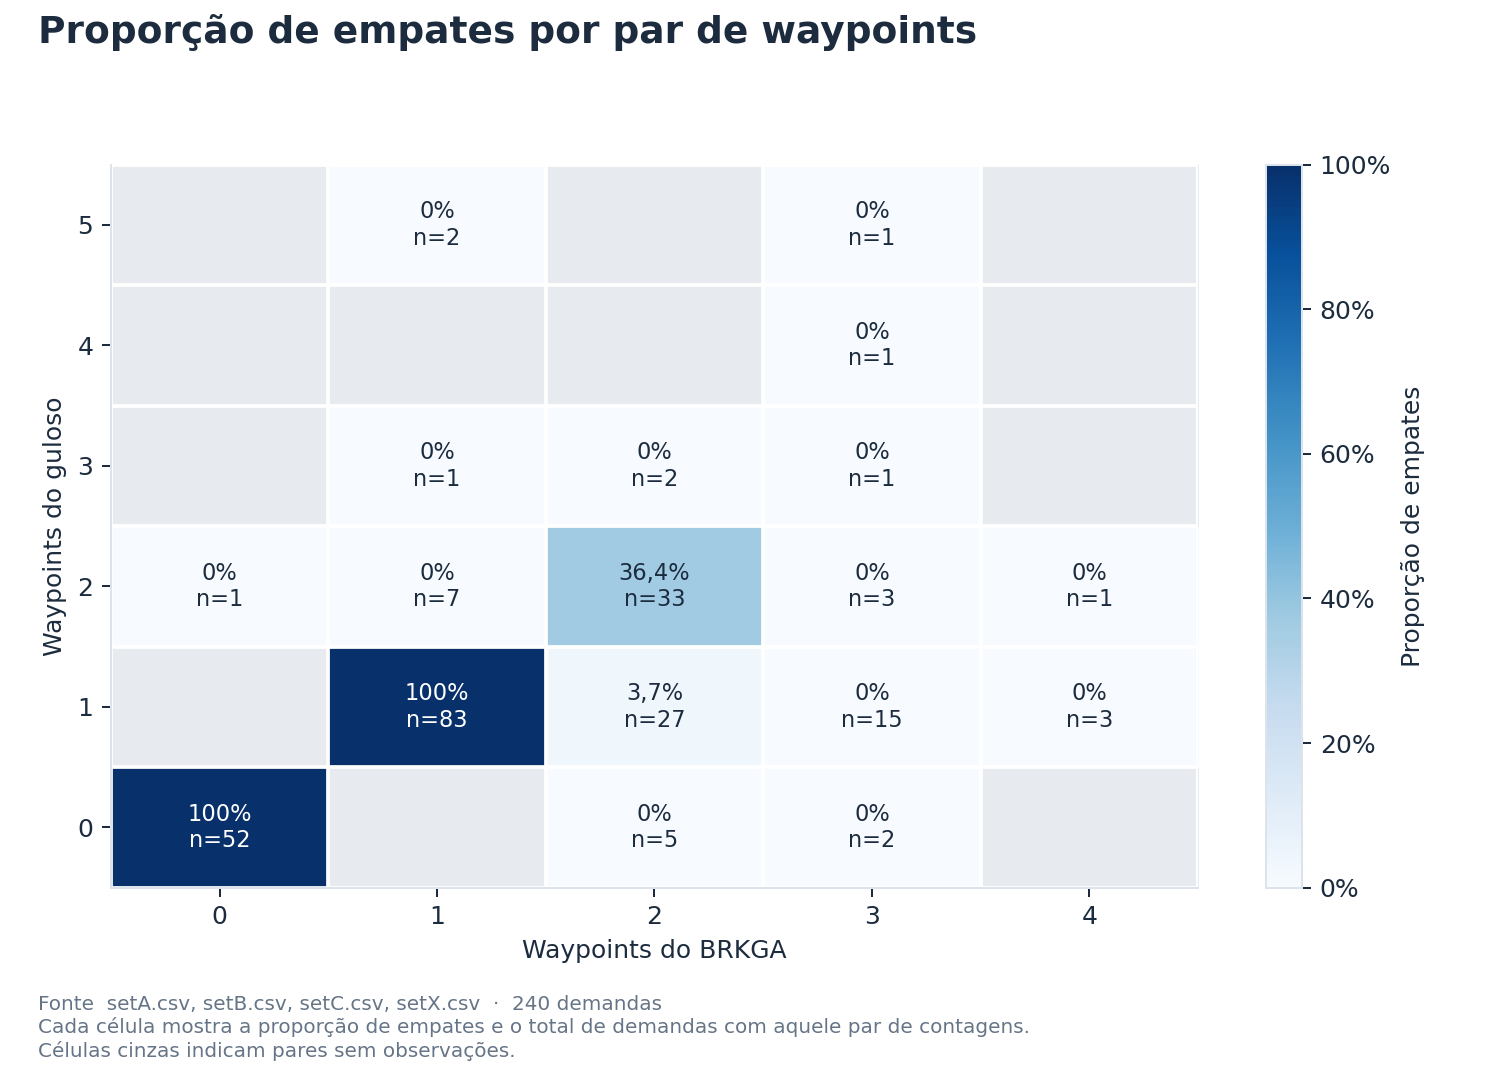 Proporção de empates por par de waypoints
100%
80%
60%
40%
20%
0%
Proporção de empates
Waypoints do guloso
5
0%
n=2
0%
n=1
4
0%
n=1
3
0%
n=1
0%
n=2
0%
n=1
2
0%
n=1
0%
n=7
36,4%
n=33
0%
n=3
0%
n=1
1
100%
n=83
3,7%
n=27
0%
n=15
0%
n=3
0
100%
n=52
0%
n=5
0%
n=2
0 1 2 3 4
Waypoints do BRKGA
Fonte  setA.csv, setB.csv, setC.csv, setX.csv  ·  240 demandas
Cada célula mostra a proporção de empates e o total de demandas com aquele par de contagens.
Células cinzas indicam pares sem observações.